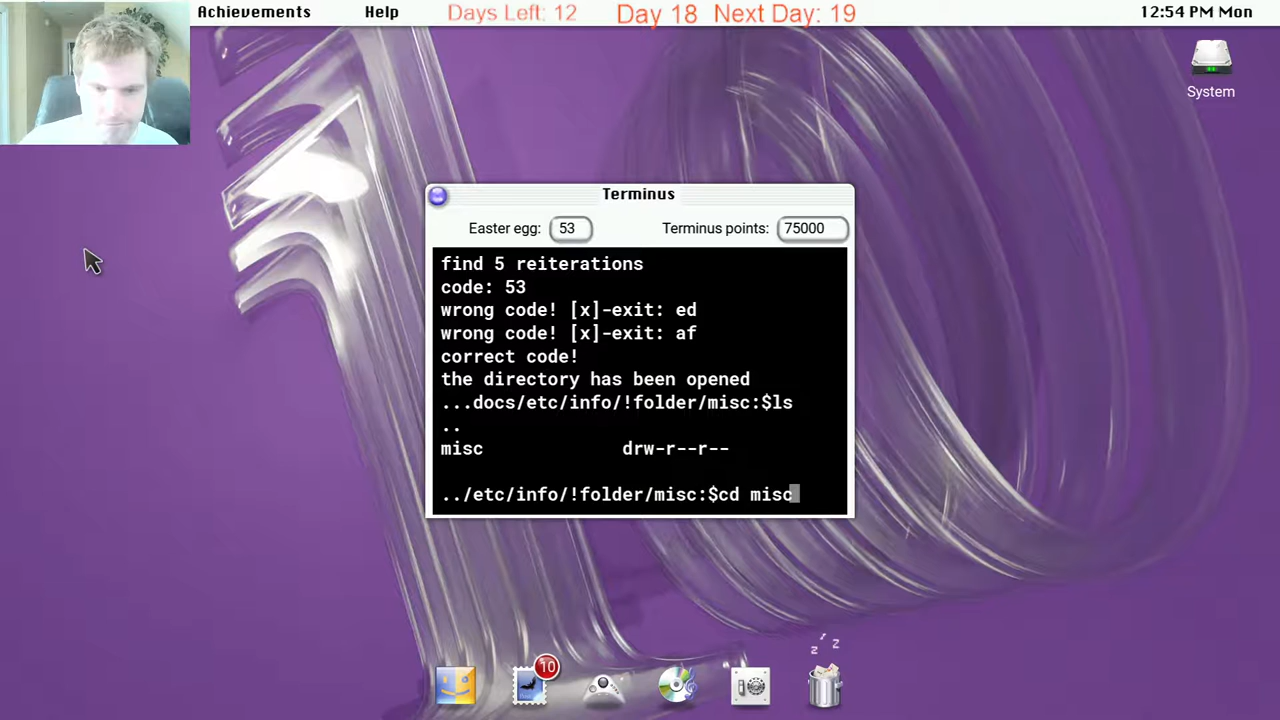 Achievements Help Days Left: 12 Day 18 Next Day: 19 12:54 PM Mon
System
Terminus
Easter egg: 53 Terminus points: 75000
find 5 reiterations
code: 53
wrong code! [x]-exit: ed
wrong code! [x]-exit: af
correct code!
the directory has been opened
...docs/etc/info/!folder/misc:$ls
..
misc drw-r--r--
../etc/info/!folder/misc:$cd misc
z z
10